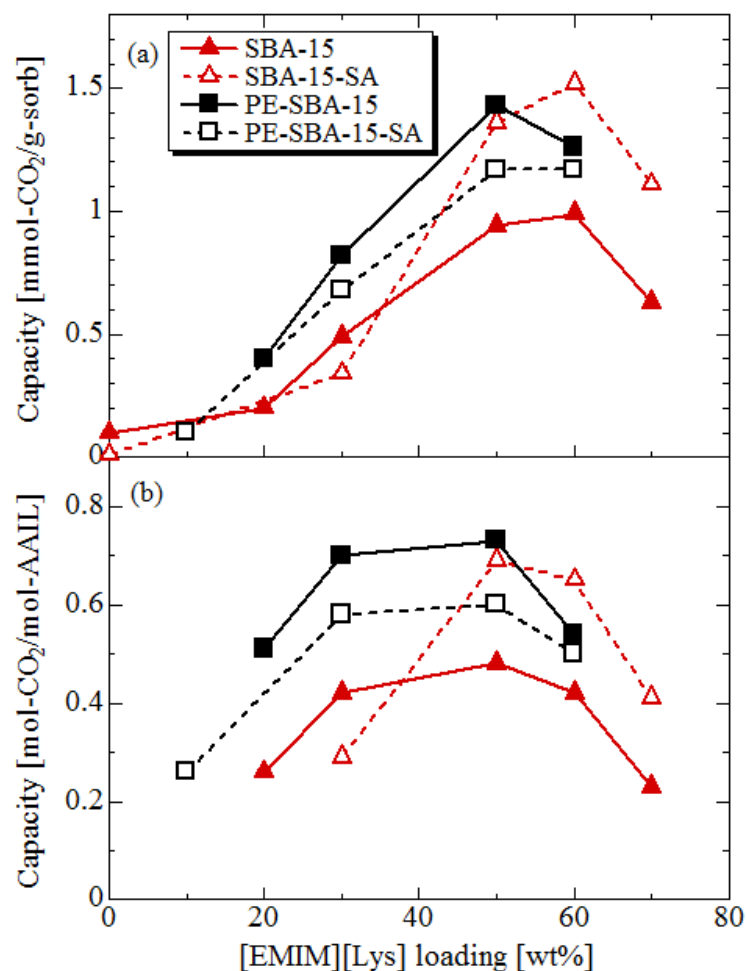 (a)
SBA-15
SBA-15-SA
PE-SBA-15
PE-SBA-15-SA
Capacity [mmol-CO₂/g-sorb]
1.5
1
0.5
0
(b)
Capacity [mol-CO₂/mol-AAIL]
0.8
0.6
0.4
0.2
0
0 20 40 60 80
[EMIM][Lys] loading [wt%]